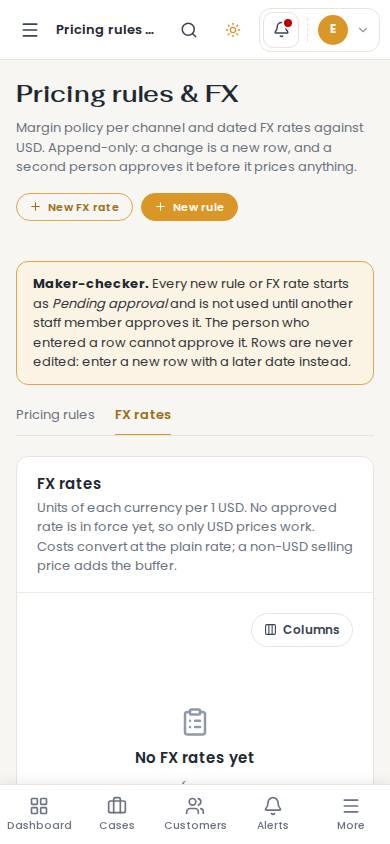 Pricing rules ...
E
Pricing rules & FX
Margin policy per channel and dated FX rates against
USD. Append-only: a change is a new row, and a
second person approves it before it prices anything.
New FX rate
New rule
Maker-checker. Every new rule or FX rate starts
as Pending approval and is not used until another
staff member approves it. The person who
entered a row cannot approve it. Rows are never
edited: enter a new row with a later date instead.
Pricing rules
FX rates
FX rates
Units of each currency per 1 USD. No approved
rate is in force yet, so only USD prices work.
Costs convert at the plain rate; a non-USD selling
price adds the buffer.
Columns
No FX rates yet
Dashboard
Cases
Customers
Alerts
More